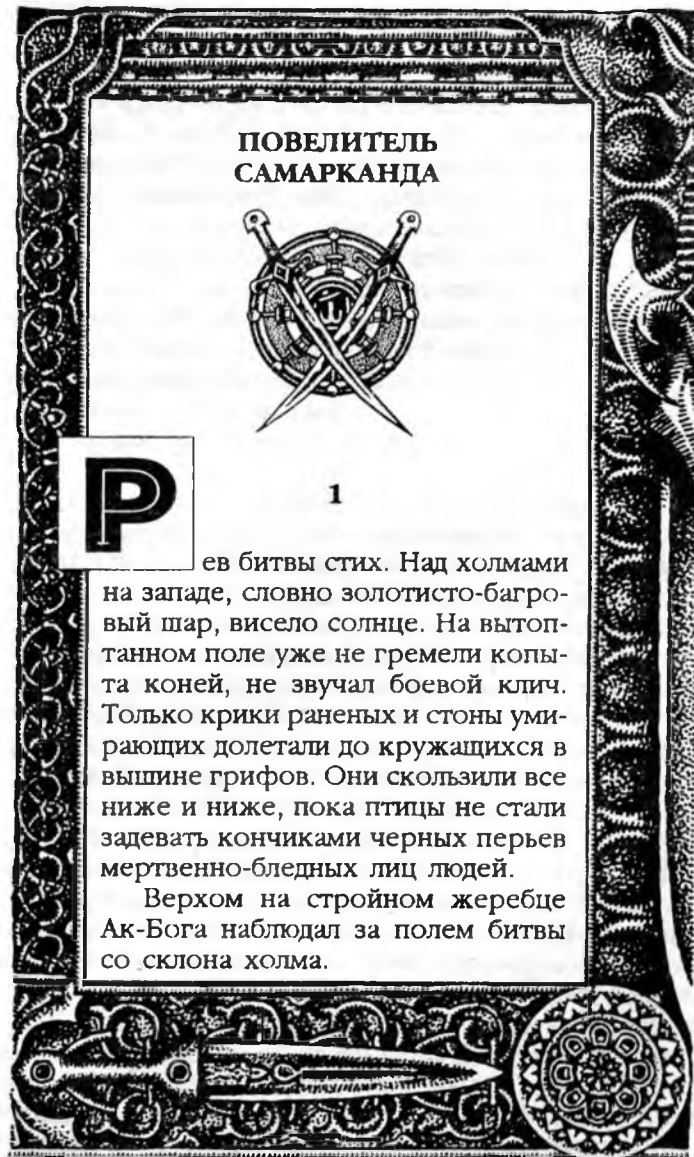 ПОВЕЛИТЕЛЬ
САМАРКАНДА
1
Рев битвы стих. Над холмами
на западе, словно золотисто-багро-
вый шар, висело солнце. На вытоп-
танном поле уже не гремели копы-
та коней, не звучал боевой клич.
Только крики раненых и стоны уми-
рающих долетали до кружащихся в
вышине грифов. Они скользили все
ниже и ниже, пока птицы не стали
задевать кончиками черных перьев
мертвенно-бледных лиц людей.
Верхом на стройном жеребце
Ак-Бога наблюдал за полем битвы
со склона холма.